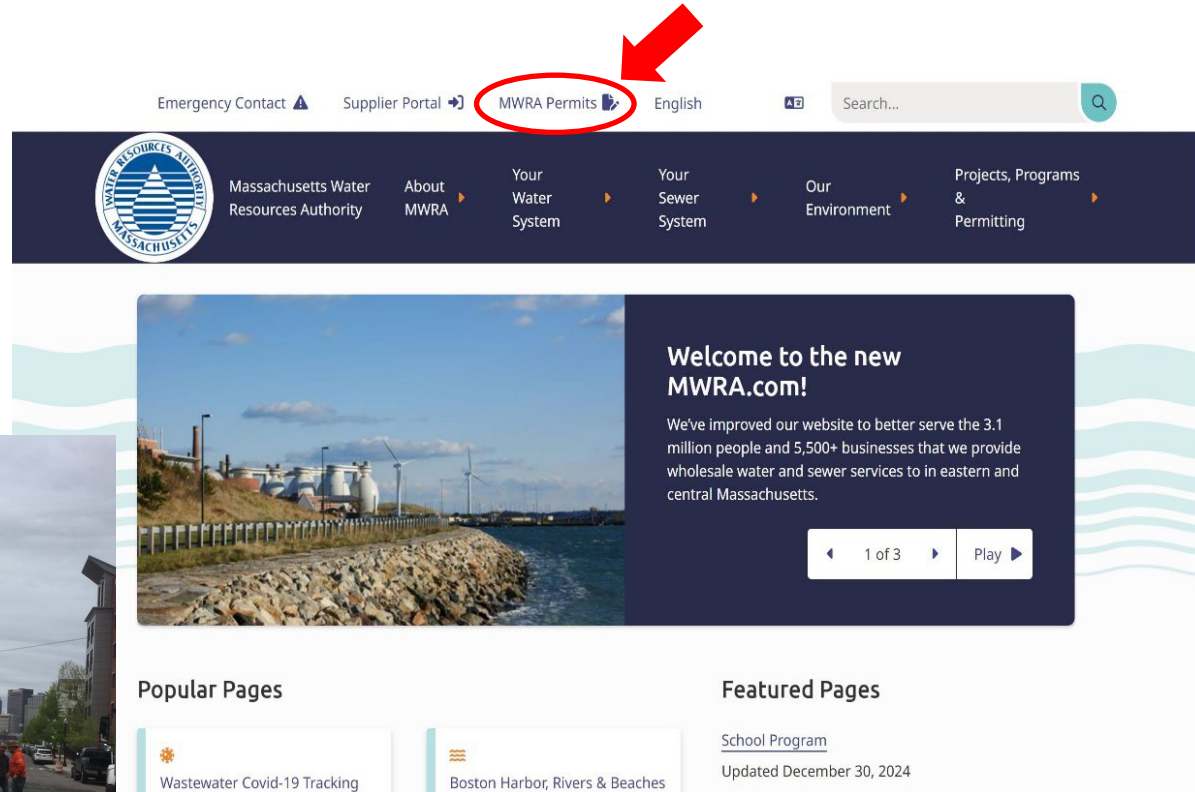 Emergency Contact
Supplier Portal
MWRA Permits
English
Search...
WATER RESOURCES AUTHORITY
MASSACHUSETTS
Massachusetts Water
Resources Authority
About
MWRA
Your
Water
System
Your
Sewer
System
Our
Environment
Projects, Programs
&
Permitting
Welcome to the new
MWRA.com!
We've improved our website to better serve the 3.1
million people and 5,500+ businesses that we provide
wholesale water and sewer services to in eastern and
central Massachusetts.
1 of 3
Play
Popular Pages
Wastewater Covid-19 Tracking
Boston Harbor, Rivers & Beaches
Featured Pages
School Program
Updated December 30, 2024